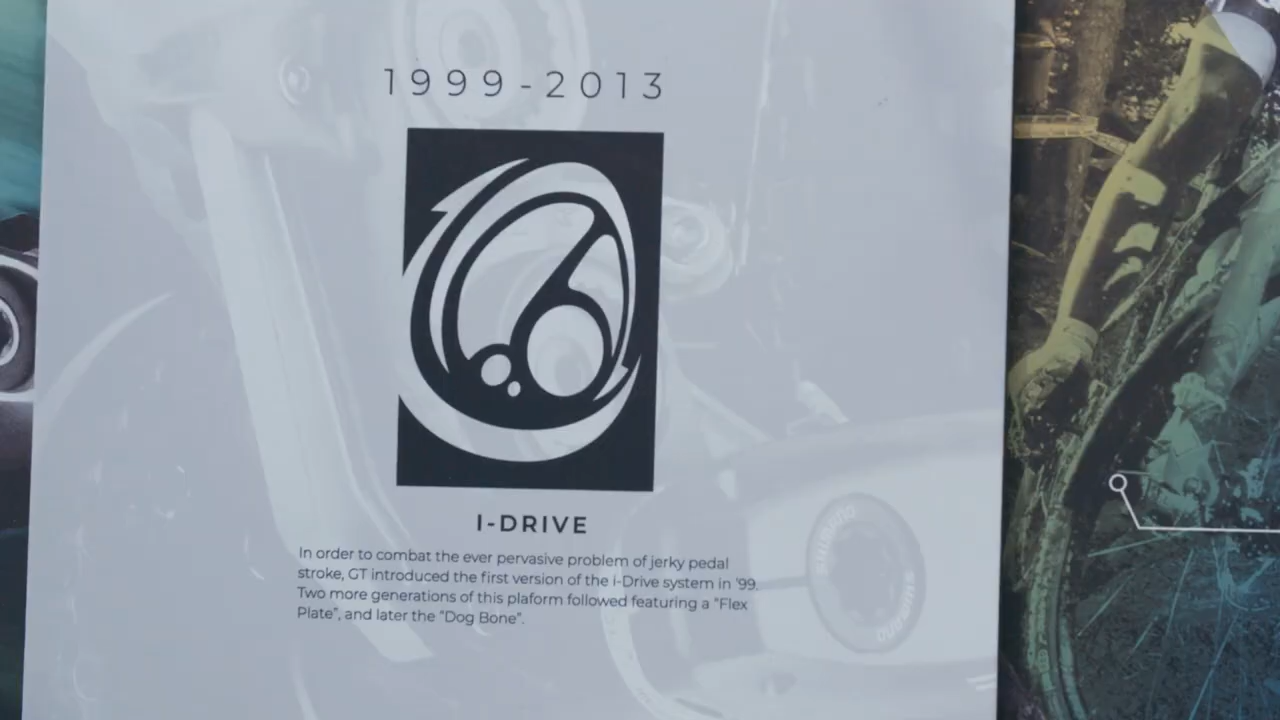 1999-2013
I-DRIVE
In order to combat the ever pervasive problem of jerky pedal
stroke, GT introduced the first version of the i-Drive system in '99.
Two more generations of this plaform followed featuring a "Flex
Plate", and later the "Dog Bone".
SHIMANO
SHIMANO